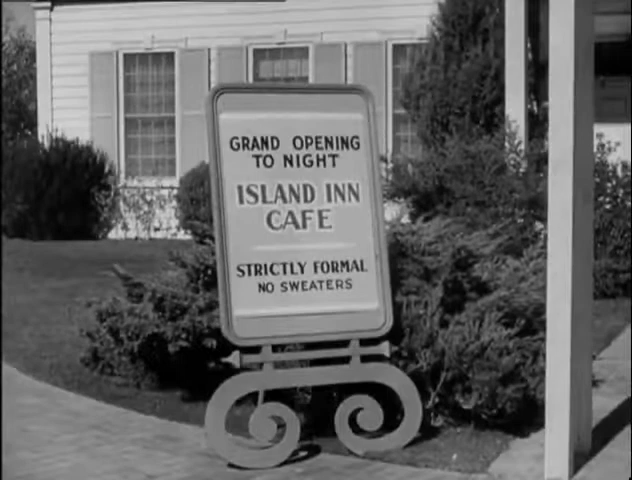 GRAND OPENING
TO NIGHT
ISLAND INN
CAFE
STRICTLY FORMAL
NO SWEATERS